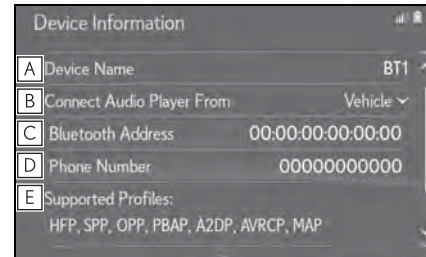 Device Information
A Device Name BT1
B Connect Audio Player From Vehicle
C Bluetooth Address 00:00:00:00:00:00
D Phone Number 00000000000
E Supported Profiles:
HFP, SPP, OPP, PBAP, A2DP, AVRCP, MAP